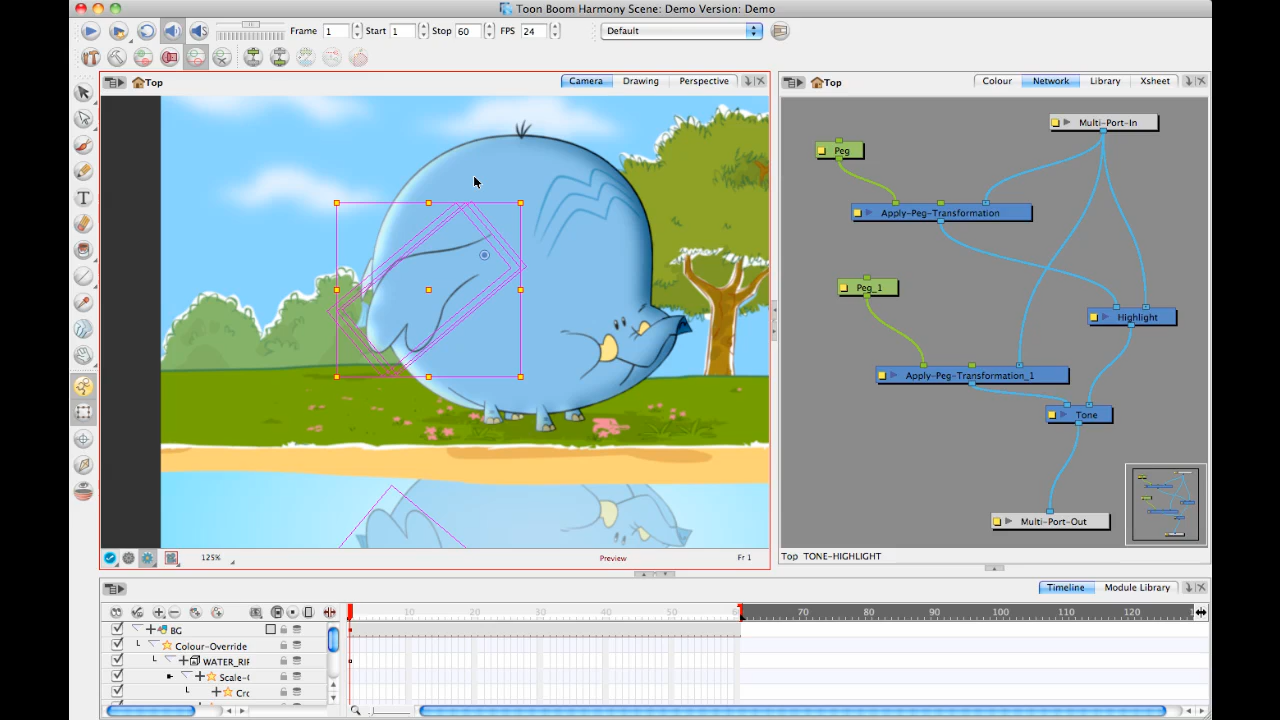 Toon Boom Harmony Scene: Demo Version: Demo
Frame 1 Start 1 Stop 60 FPS 24 Default
Top Camera Drawing Perspective
Top Colour Network Library Xsheet
Multi-Port-In
Peg
Apply-Peg-Transformation
Peg_1
Highlight
Apply-Peg-Transformation_1
Tone
Multi-Port-Out
125% Preview Fr 1
Top TONE-HIGHLIGHT
Timeline Module Library
10 20 30 40 50 60 70 80 90 100 110 120
BG
Colour-Override
WATER_RIF
Scale-
Crc